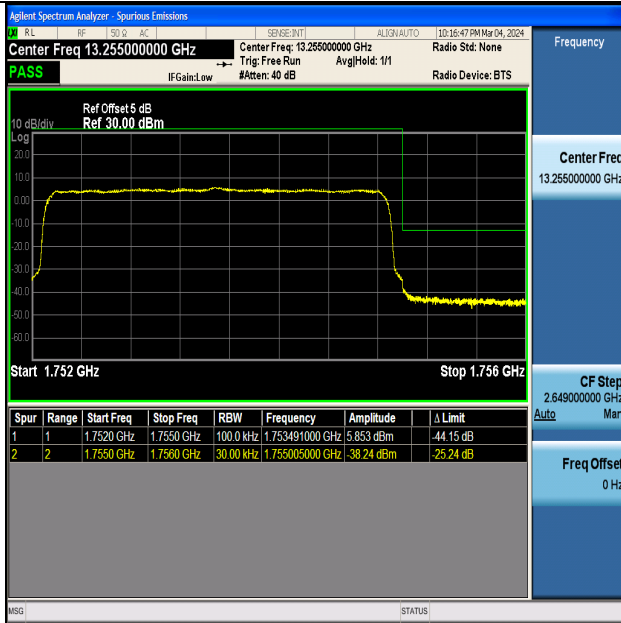 Agilent Spectrum Analyzer - Spurious Emissions
RL RF 50 Ω AC SENSE:INT ALIGN AUTO 10:16:47 PM Mar 04, 2024
Center Freq 13.255000000 GHz
Center Freq: 13.255000000 GHz
Radio Std: None
Trig: Free Run
Avg|Hold: 1/1
PASS
IFGain:Low
#Atten: 40 dB
Radio Device: BTS
Ref Offset 5 dB
10 dB/div
Ref 30.00 dBm
Log
20.0
10.0
0.00
-10.0
-20.0
-30.0
-40.0
-50.0
-60.0
Start 1.752 GHz
Stop 1.756 GHz
Spur Range Start Freq Stop Freq RBW Frequency Amplitude Δ Limit
1 1 1.7520 GHz 1.7550 GHz 100.0 kHz 1.753491000 GHz 5.853 dBm -44.15 dB
2 2 1.7550 GHz 1.7560 GHz 30.00 kHz 1.755005000 GHz -38.24 dBm -25.24 dB
MSG
STATUS
Frequency
Center Freq
13.255000000 GHz
CF Step
2.649000000 GHz
Auto Man
Freq Offset
0 Hz